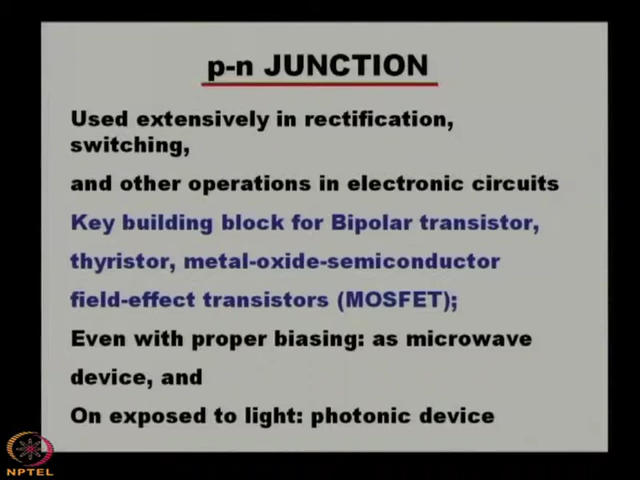 p-n JUNCTION
Used extensively in rectification,
switching,
and other operations in electronic circuits
Key building block for Bipolar transistor,
thyristor, metal-oxide-semiconductor
field-effect transistors (MOSFET);
Even with proper biasing: as microwave
device, and
On exposed to light: photonic device
NPTEL